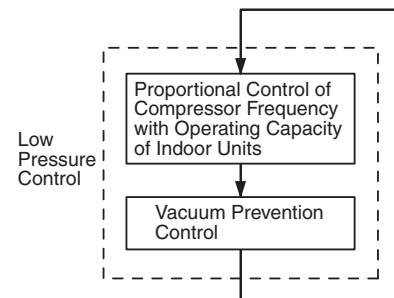 Proportional Control of
Compressor Frequency
with Operating Capacity
of Indoor Units
Low
Pressure
Control
Vacuum Prevention
Control